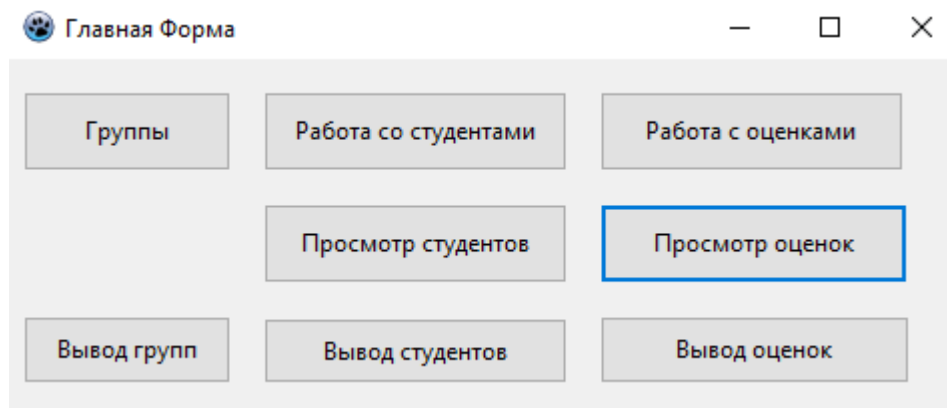 Главная Форма
Группы
Работа со студентами
Работа с оценками
Просмотр студентов
Просмотр оценок
Вывод групп
Вывод студентов
Вывод оценок